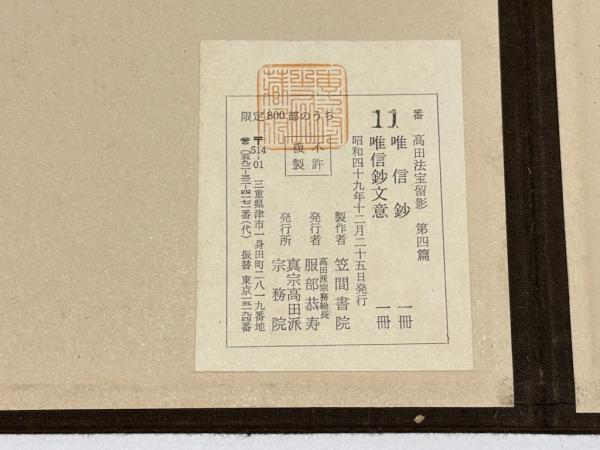 11番
高田法宝留影 第四篇
唯信鈔 一冊
唯信鈔文意 一冊
昭和四十九年十二月二十五日発行
製作者 笠間書院
高田派宗務総長
発行者 服部恭寿
発行所 真宗高田派
宗務院
不許
複製
限定800部のうち
〒514-01 三重県津市一身田町二八一九番地